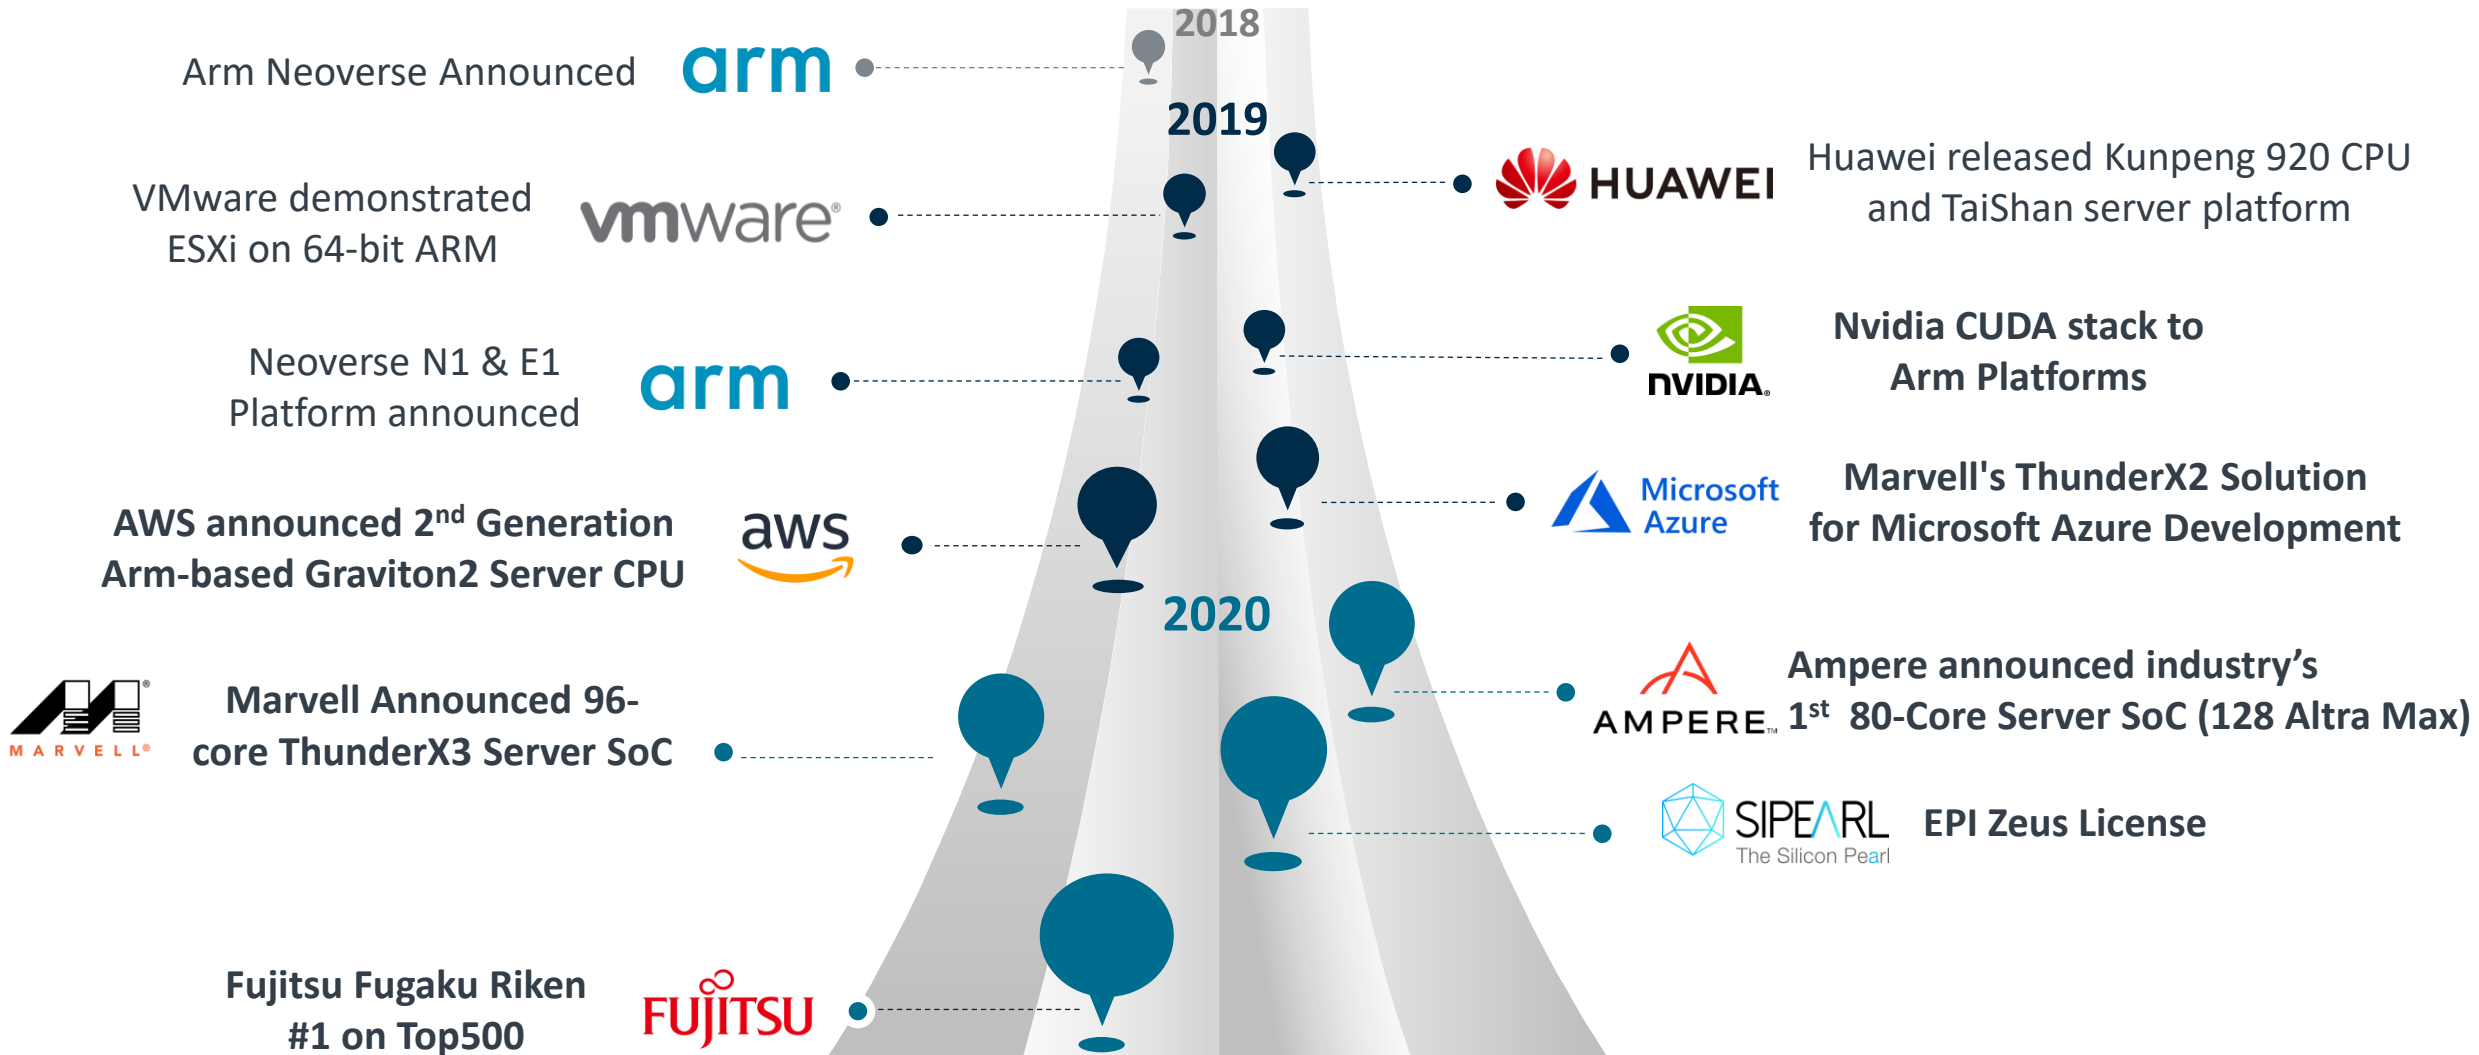 2018
Arm Neoverse Announced
arm
2019
HUAWEI
Huawei released Kunpeng 920 CPU
and TaiShan server platform
VMware demonstrated
ESXi on 64-bit ARM
vmware®
Nvidia CUDA stack to
Arm Platforms
NVIDIA®
Neoverse N1 & E1
Platform announced
arm
Microsoft
Azure
Marvell's ThunderX2 Solution
for Microsoft Azure Development
AWS announced 2nd Generation
Arm-based Graviton2 Server CPU
aws
2020
AMPERE™
Ampere announced industry’s
1st 80-Core Server SoC (128 Altra Max)
MARVELL®
Marvell Announced 96-
core ThunderX3 Server SoC
SIPEARL
The Silicon Pearl
EPI Zeus License
Fujitsu Fugaku Riken
#1 on Top500
FUJITSU